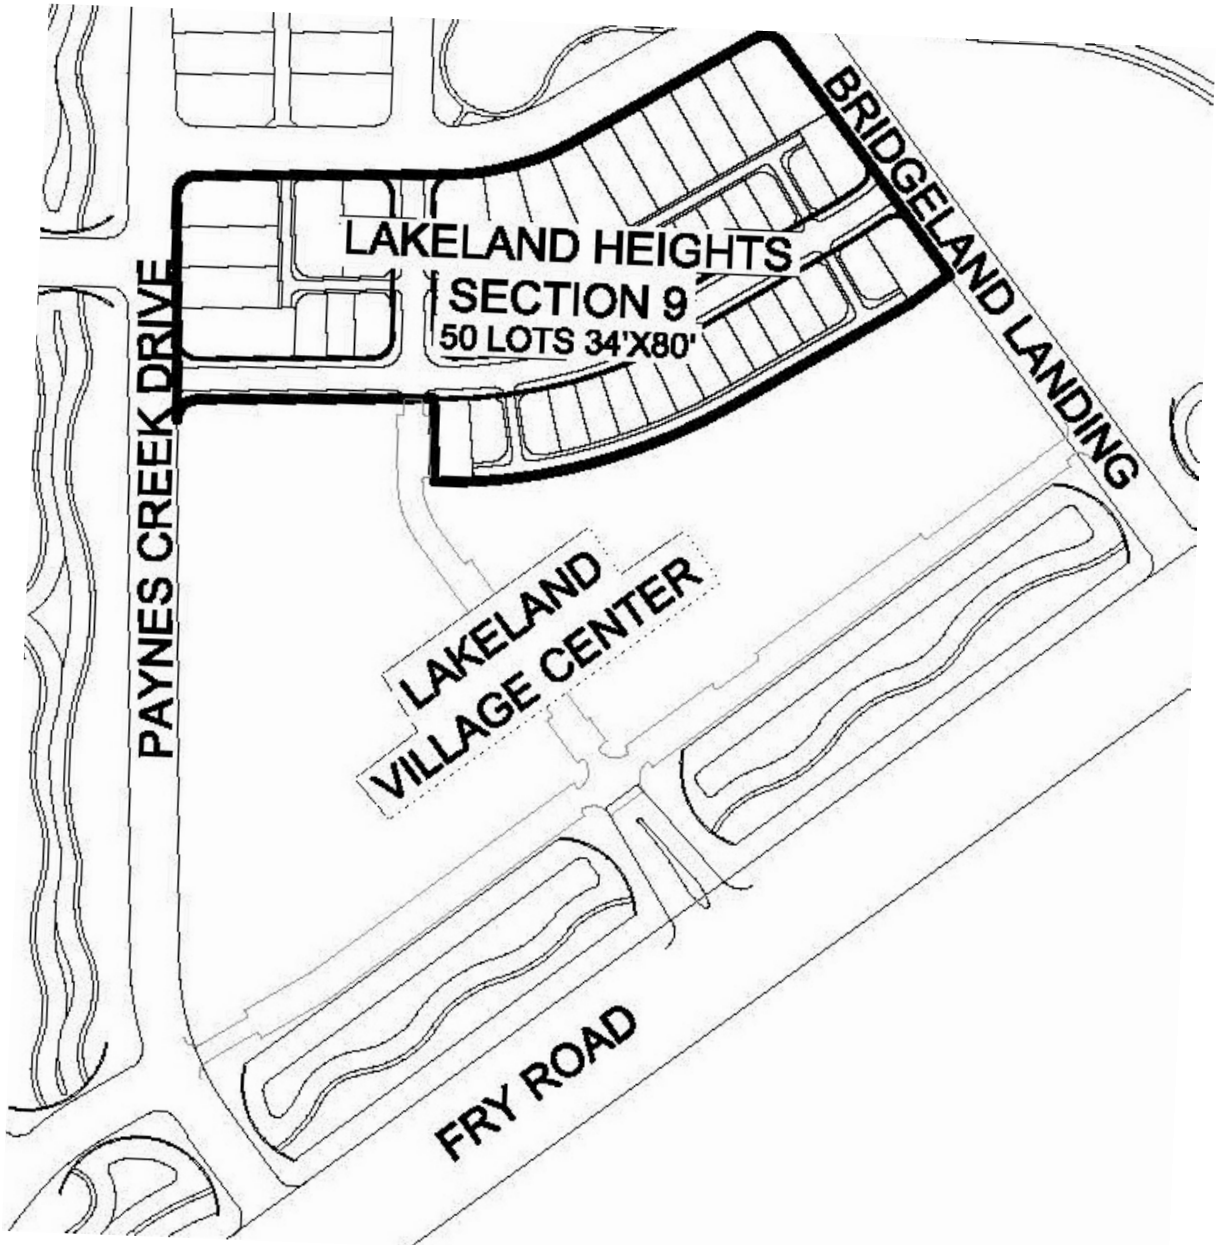 BRIDGELAND LANDING
LAKELAND HEIGHTS
SECTION 9
50 LOTS 34'X80'
PAYNES CREEK DRIVE
LAKELAND
VILLAGE CENTER
FRY ROAD